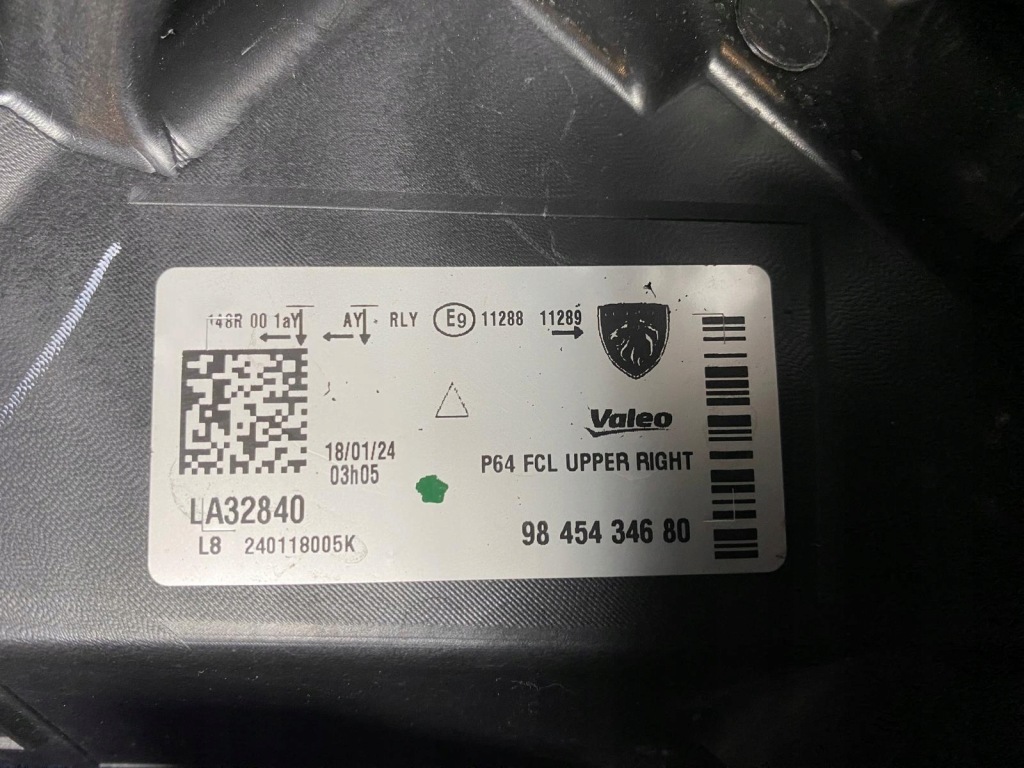 148R 00 1aY AY RLY E9 11288 11289
Valeo
18/01/24
03h05
P64 FCL UPPER RIGHT
LA32840
98 454 346 80
L8 240118005K